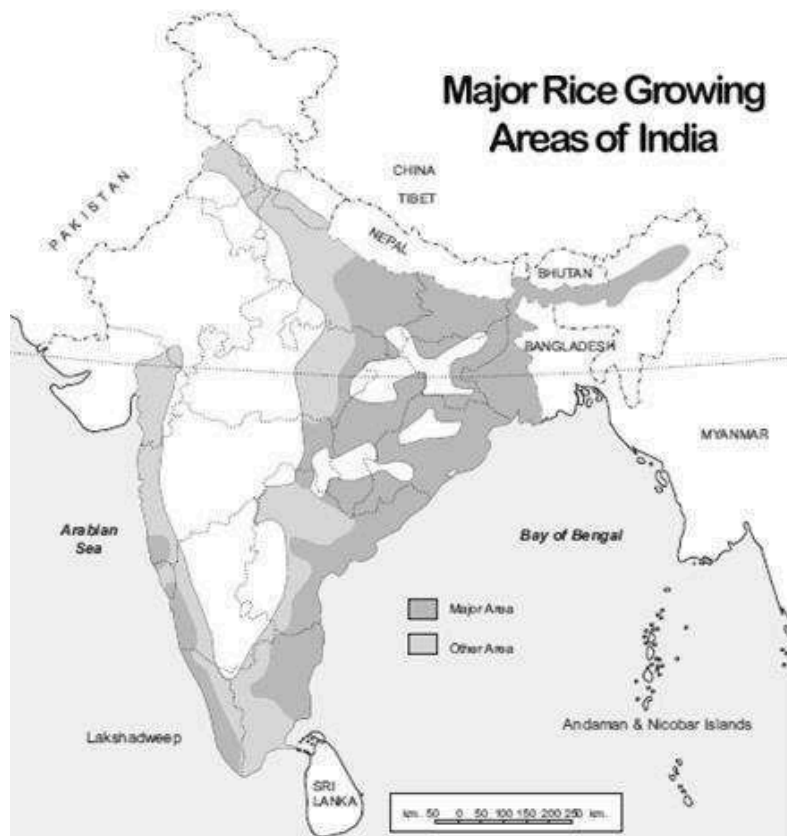 Major Rice Growing
Areas of India
CHINA
TIBET
PAKISTAN
NEPAL
BHUTAN
BANGLADESH
MYANMAR
Arabian
Sea
Bay of Bengal
Major Area
Other Area
Lakshadweep
Andaman & Nicobar Islands
SRI
LANKA
km. 50 0 50 100 150 200 250 km.